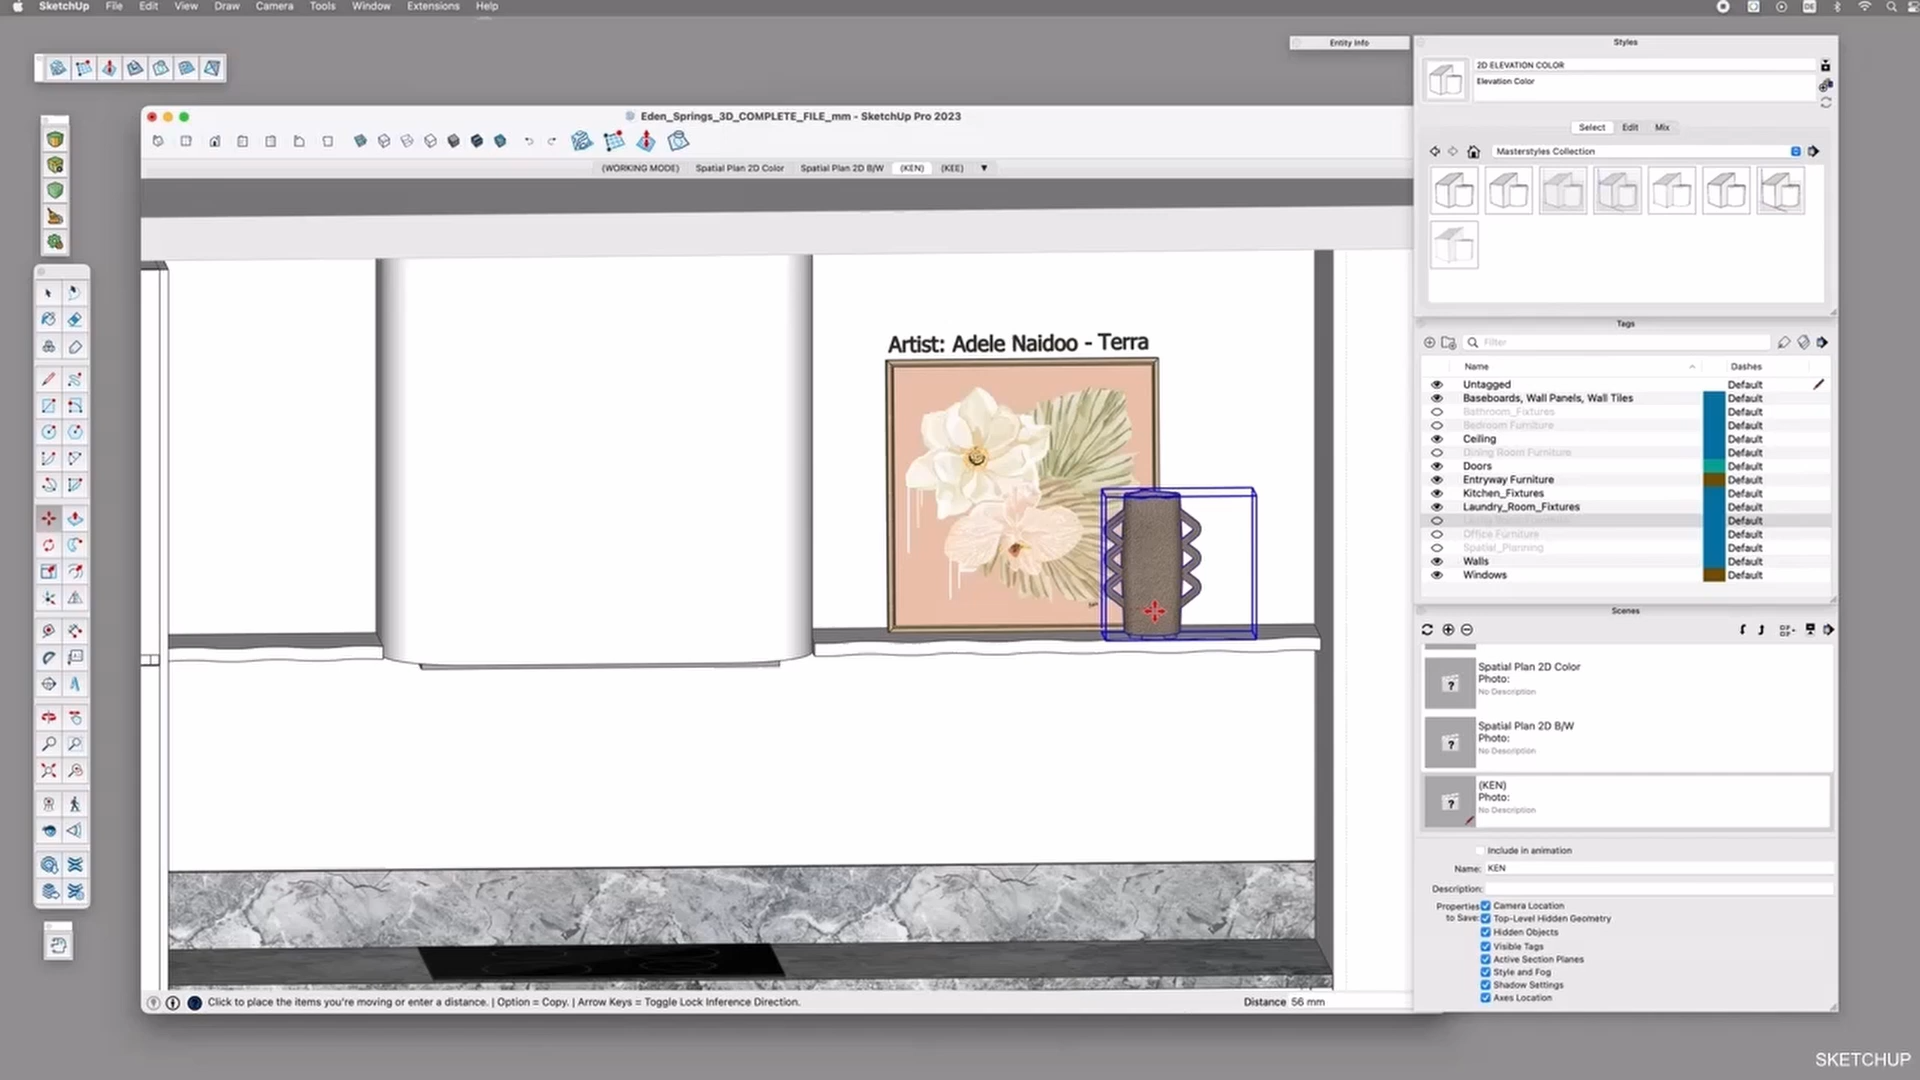 SketchUp File Edit View Draw Camera Tools Window Extensions Help
Entity Info
Styles
2D ELEVATION COLOR
Elevation Color
Eden_Springs_3D_COMPLETE_FILE_mm - SketchUp Pro 2023
Select Edit Mix
Masterstyles Collection
(WORKING MODE) Spatial Plan 2D Color Spatial Plan 2D B/W (KEN) (KEE)
Artist: Adele Naidoo - Terra
Tags
Filter
Name Dashes
Untagged Default
Baseboards, Wall Panels, Wall Tiles Default
Bathroom_Fixtures Default
Bedroom Furniture Default
Ceiling Default
Dining Room Furniture Default
Doors Default
Entryway Furniture Default
Kitchen_Fixtures Default
Laundry_Room_Fixtures Default
Default
Office Furniture Default
Spatial_Planning Default
Walls Default
Windows Default
Scenes
Spatial Plan 2D Color
Photo:
No Description
Spatial Plan 2D B/W
Photo:
No Description
(KEN)
Photo:
No Description
Include in animation
Name: KEN
Description:
Properties to Save:
Camera Location
Top-Level Hidden Geometry
Hidden Objects
Visible Tags
Active Section Planes
Style and Fog
Shadow Settings
Axes Location
Click to place the items you're moving or enter a distance. | Option = Copy. | Arrow Keys = Toggle Lock Inference Direction.
Distance 56 mm
SKETCHUP